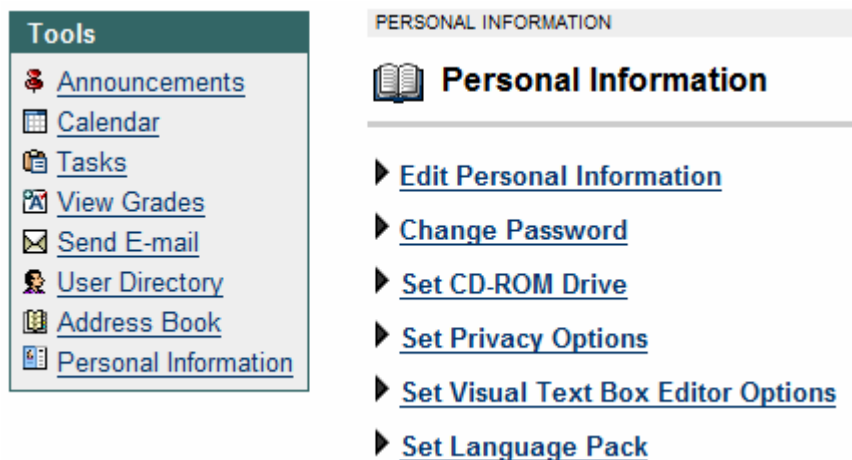 Tools
Announcements
Calendar
Tasks
View Grades
Send E-mail
User Directory
Address Book
Personal Information
PERSONAL INFORMATION
Personal Information
Edit Personal Information
Change Password
Set CD-ROM Drive
Set Privacy Options
Set Visual Text Box Editor Options
Set Language Pack